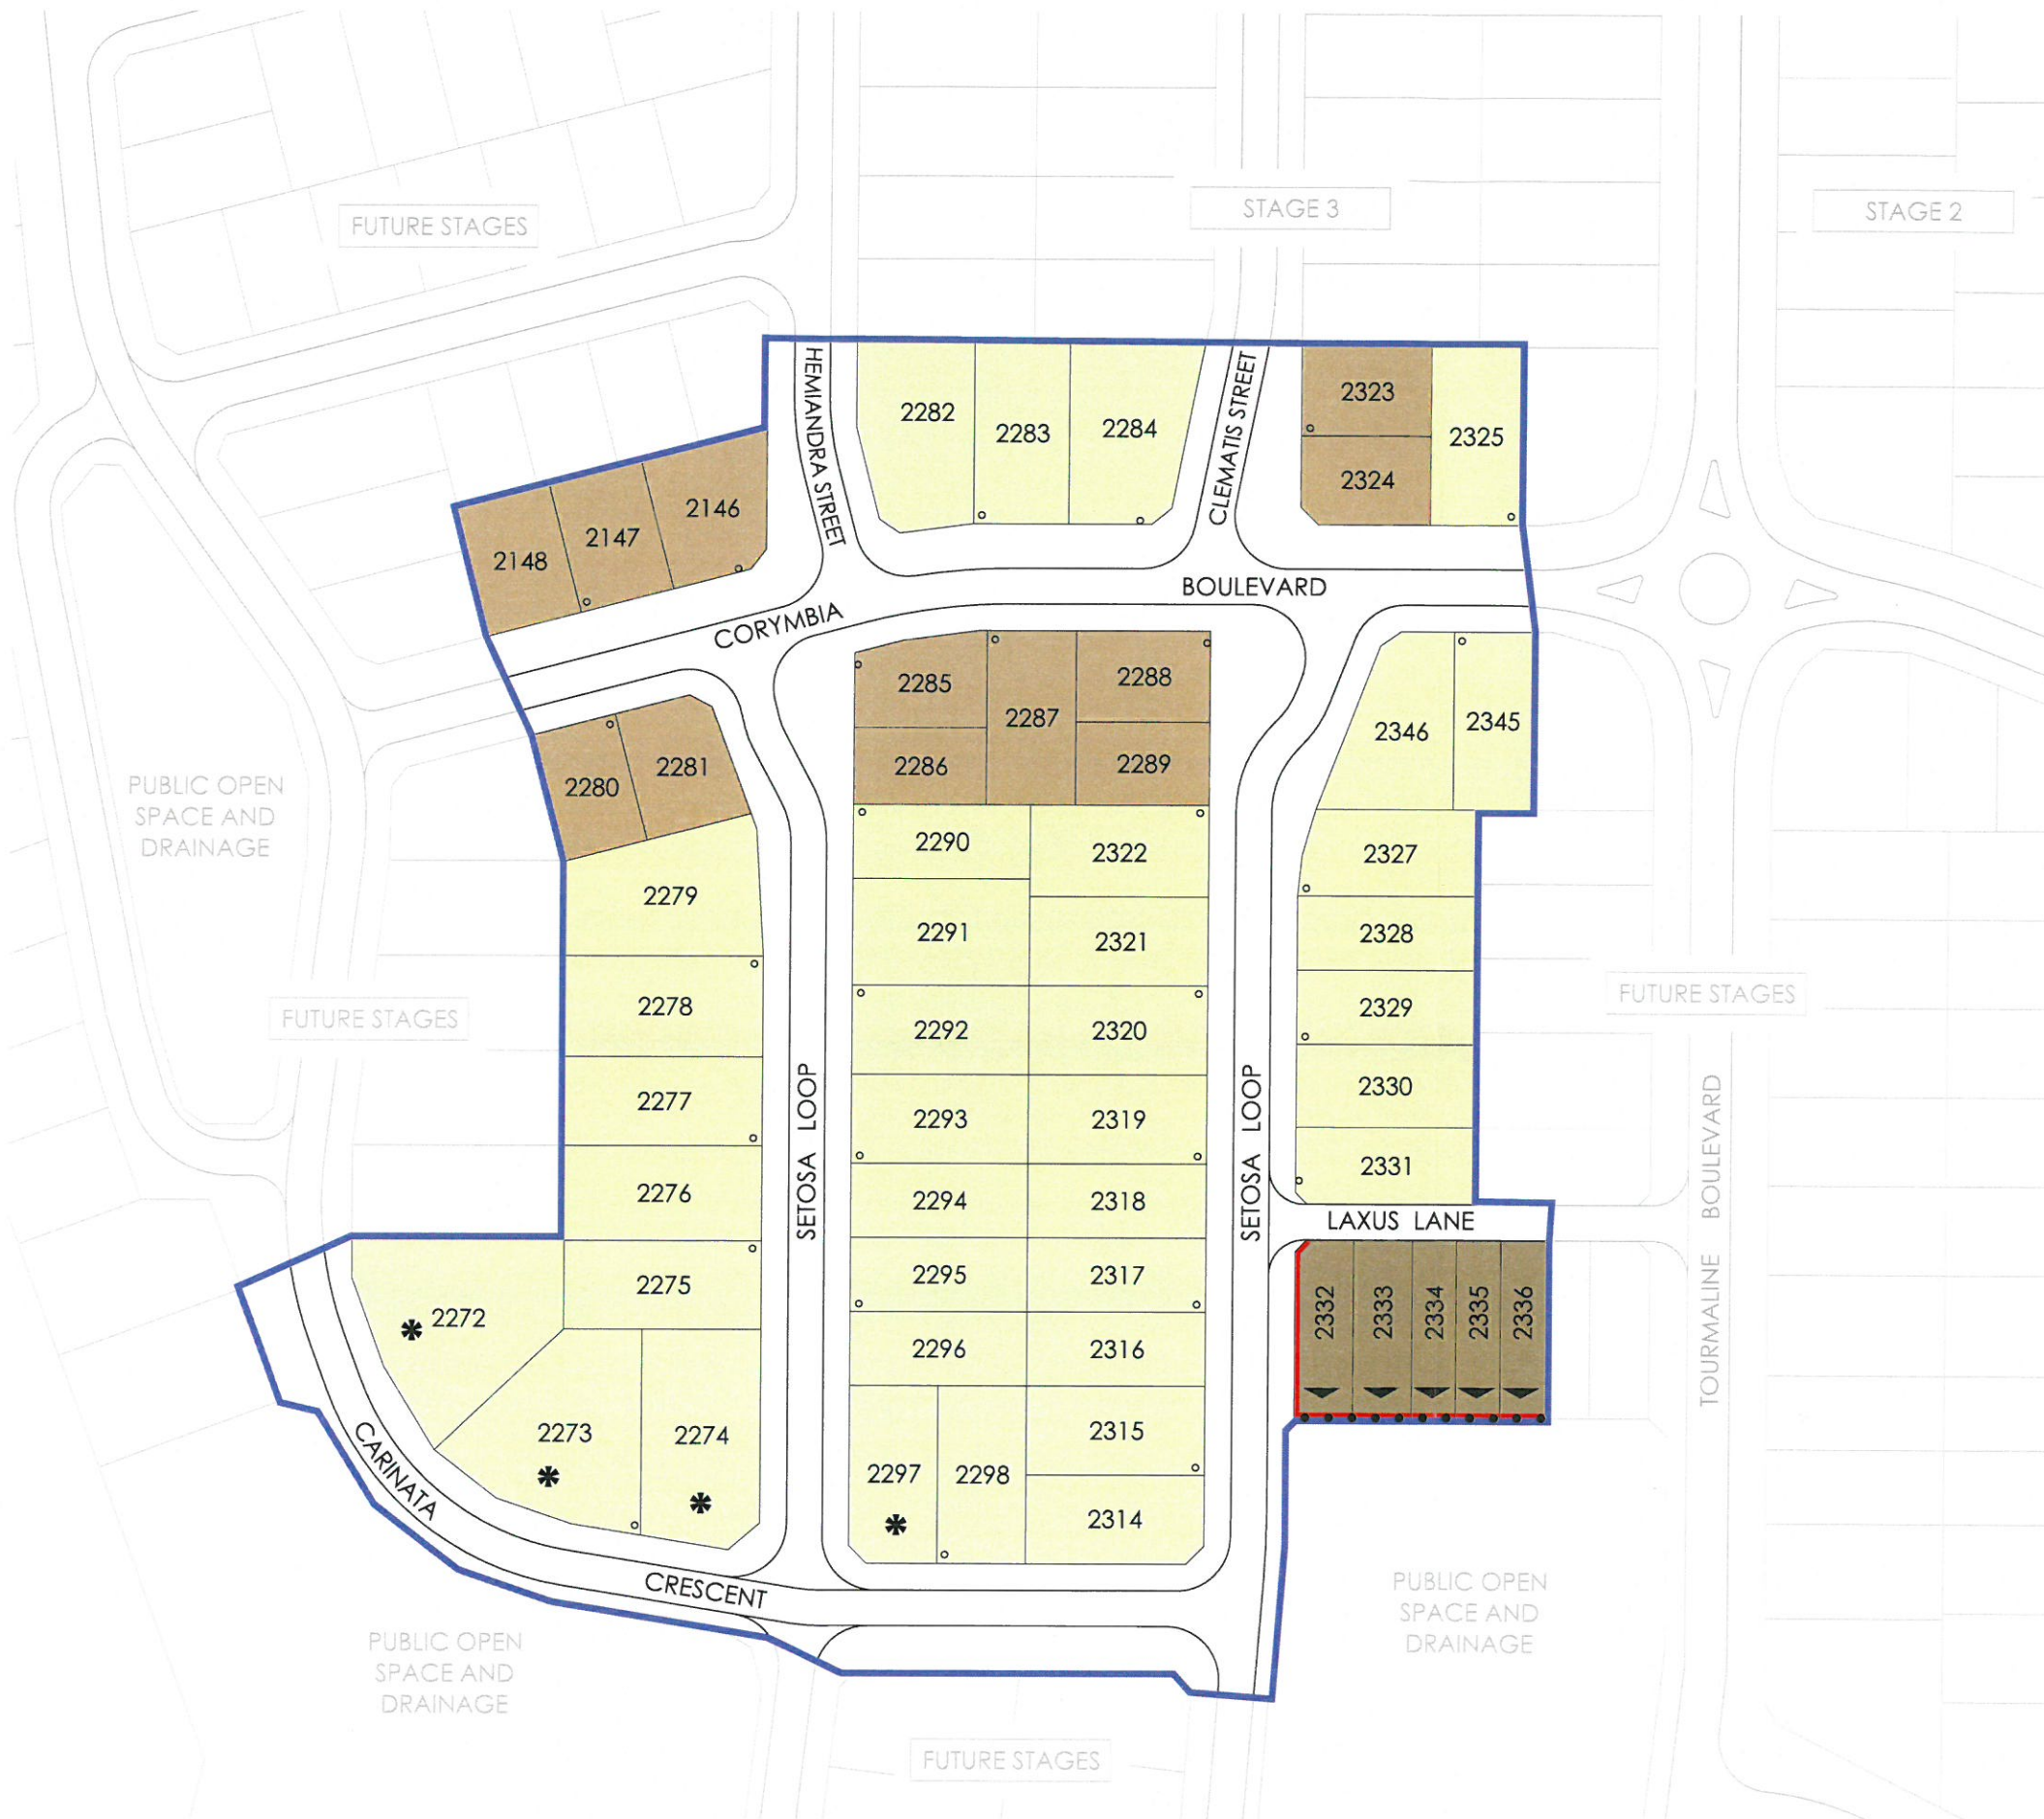 FUTURE STAGES
STAGE 3
STAGE 2
HEMIANDRA STREET
CLEMATIS STREET
2282
2283
2284
2323
2324
2325
2146
2147
2148
BOULEVARD
CORYMBIA
2285
2286
2287
2288
2289
2346
2345
2280
2281
PUBLIC OPEN
SPACE AND
DRAINAGE
2290
2322
2327
2279
2291
2321
2328
2278
2292
2320
2329
FUTURE STAGES
FUTURE STAGES
2277
2293
2319
2330
SETOSA LOOP
SETOSA LOOP
TOURMALINE BOULEVARD
2276
2294
2318
2331
LAXUS LANE
2275
2295
2317
2332
2333
2334
2335
2336
2272
2296
2316
2273
2274
2297
2298
2315
2314
CARINATA
CRESCENT
PUBLIC OPEN
SPACE AND
DRAINAGE
PUBLIC OPEN
SPACE AND
DRAINAGE
FUTURE STAGES